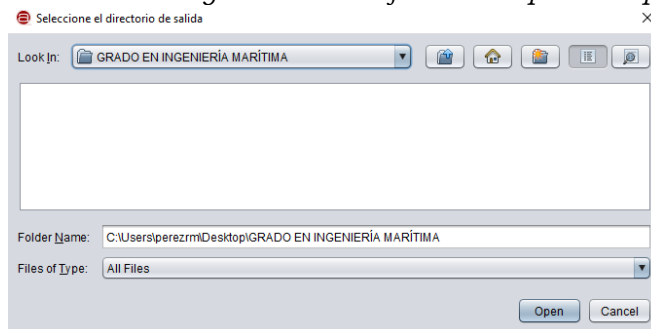 Seleccione el directorio de salida
Look In: GRADO EN INGENIERÍA MARÍTIMA
Folder Name: C:\Users\perezrm\Desktop\GRADO EN INGENIERÍA MARÍTIMA
Files of Type: All Files
Open Cancel